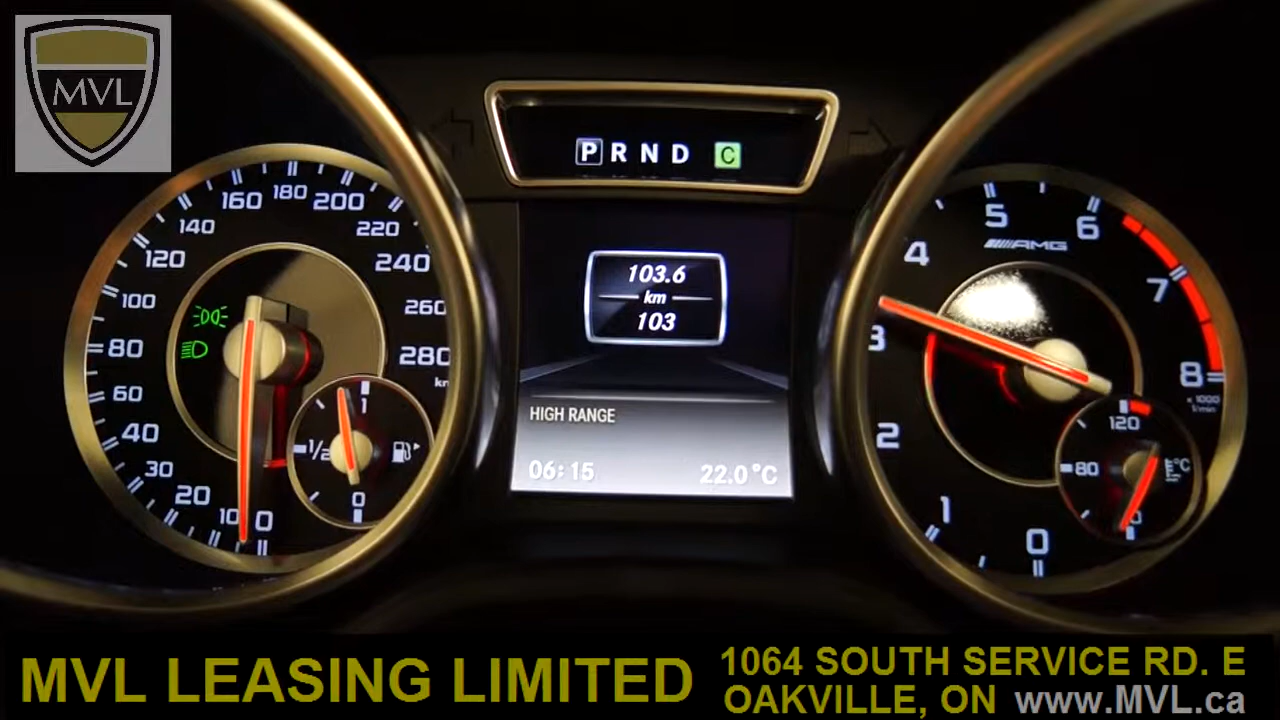 MVL
P R N D C
103.6
km
103
HIGH RANGE
06:15 22.0°C
0
10
20
30
40
60
80
100
120
140
160
180
200
220
240
260
280
km
1
1/2
0
0
1
2
3
4
5
6
7
8
x 1000
1/min
AMG
120
80
°C
MVL LEASING LIMITED
1064 SOUTH SERVICE RD. E
OAKVILLE, ON www.MVL.ca